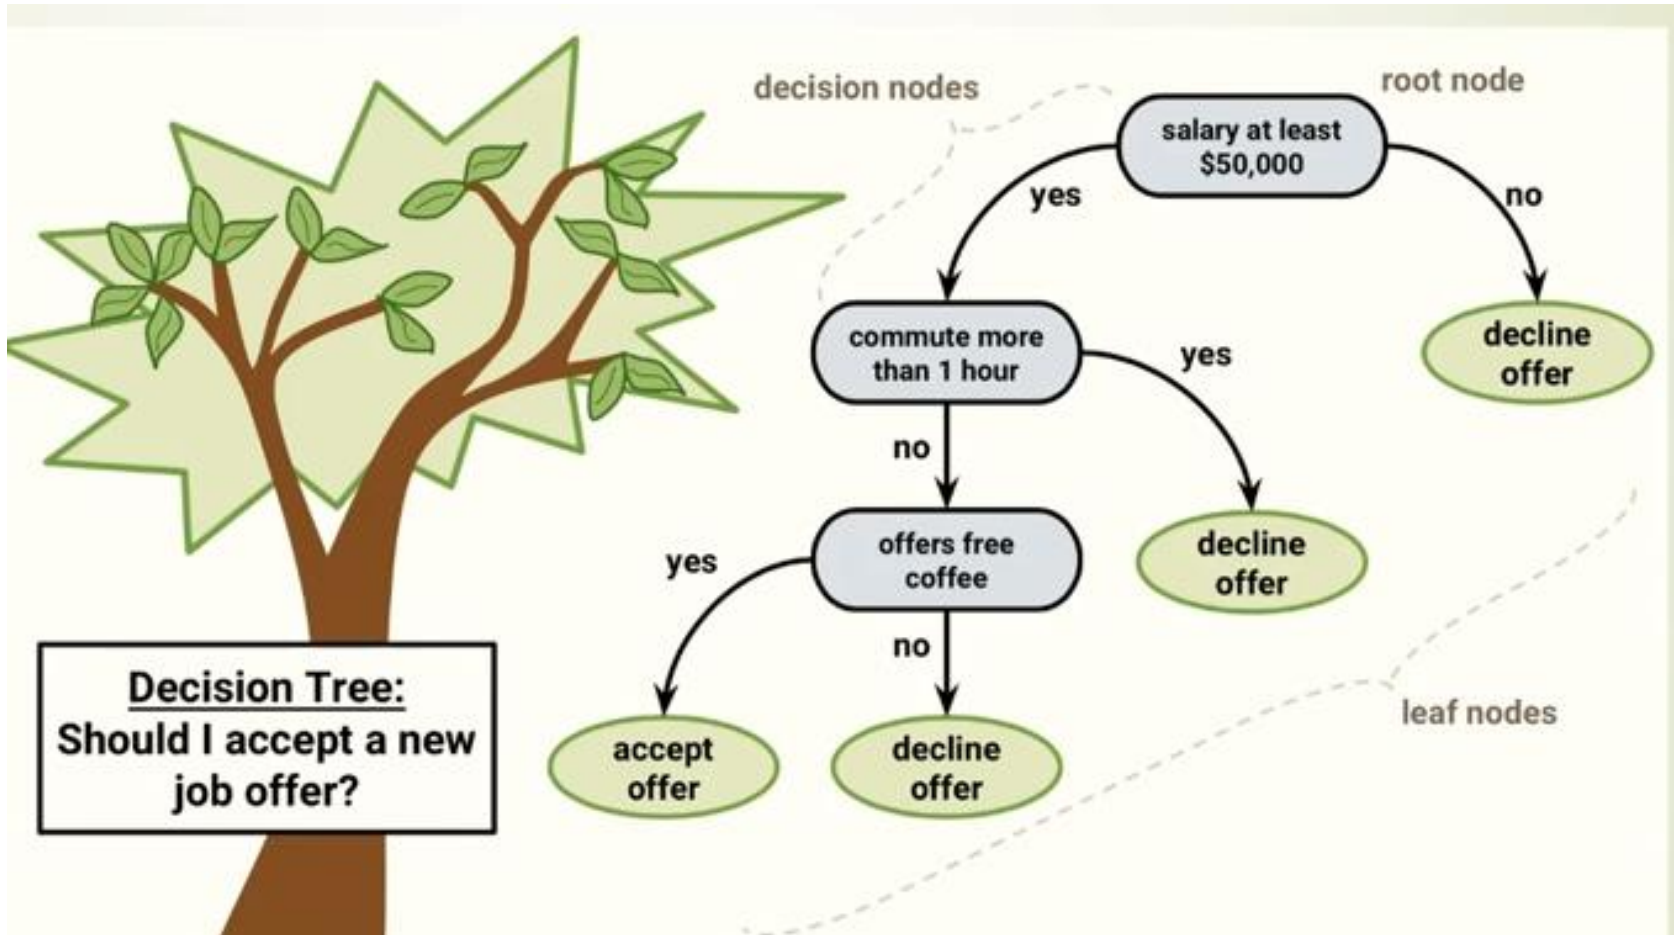 decision nodes
root node
salary at least
$50,000
yes
no
commute more
than 1 hour
yes
decline
offer
no
offers free
coffee
yes
decline
offer
no
accept
offer
decline
offer
leaf nodes
Decision Tree:
Should I accept a new
job offer?